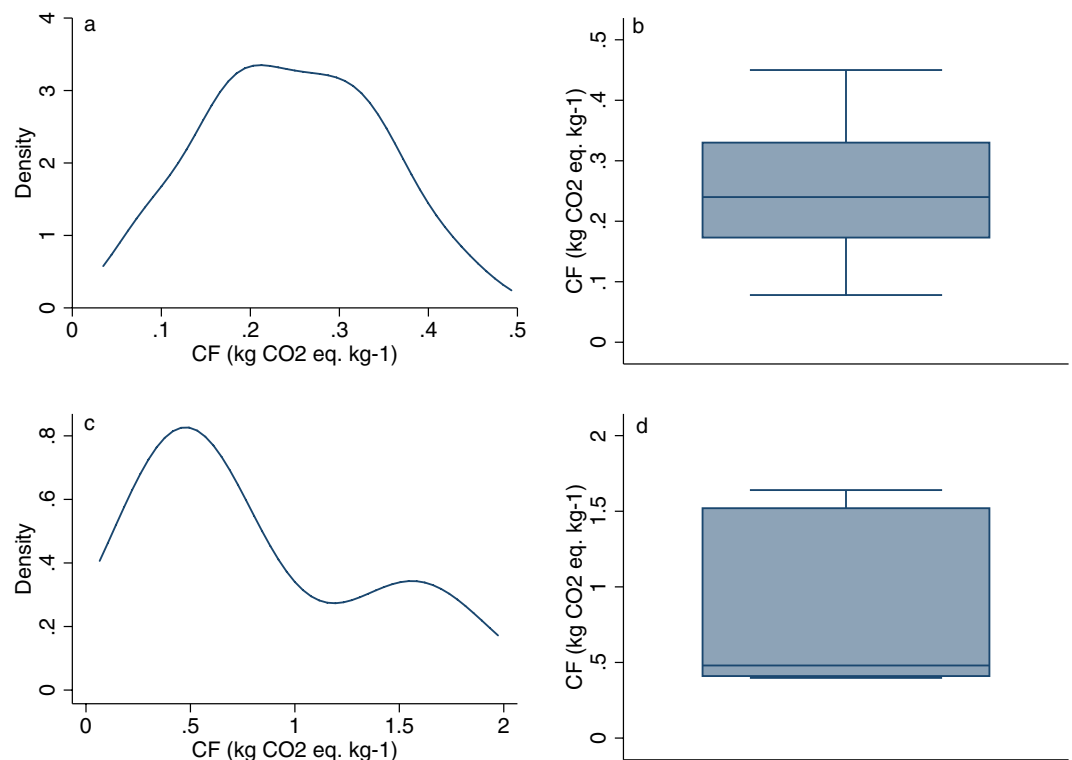 a
4
3
2
1
0
Density
0 .1 .2 .3 .4 .5
CF (kg CO2 eq. kg-1)
b
.5
.4
.3
.2
.1
0
CF (kg CO2 eq. kg-1)
c
.8
.6
.4
.2
0
Density
0 .5 1 1.5 2
CF (kg CO2 eq. kg-1)
d
2
1.5
1
.5
0
CF (kg CO2 eq. kg-1)